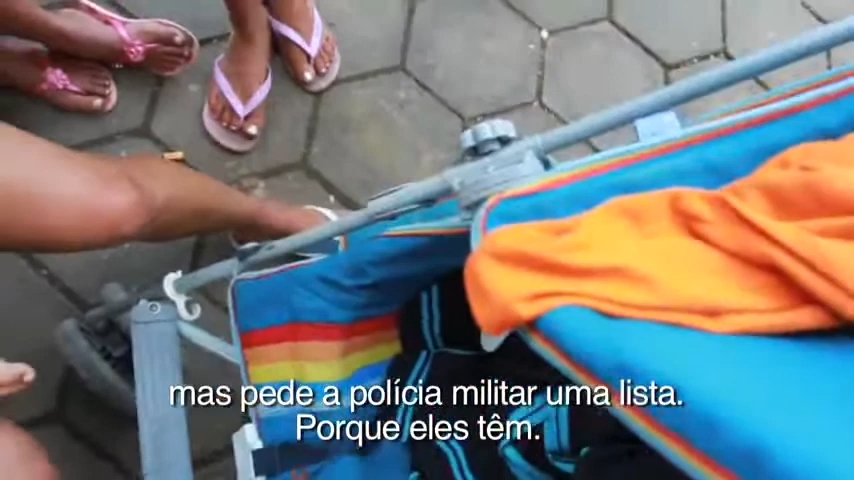 mas pede a polícia militar uma lista.
Porque eles têm.